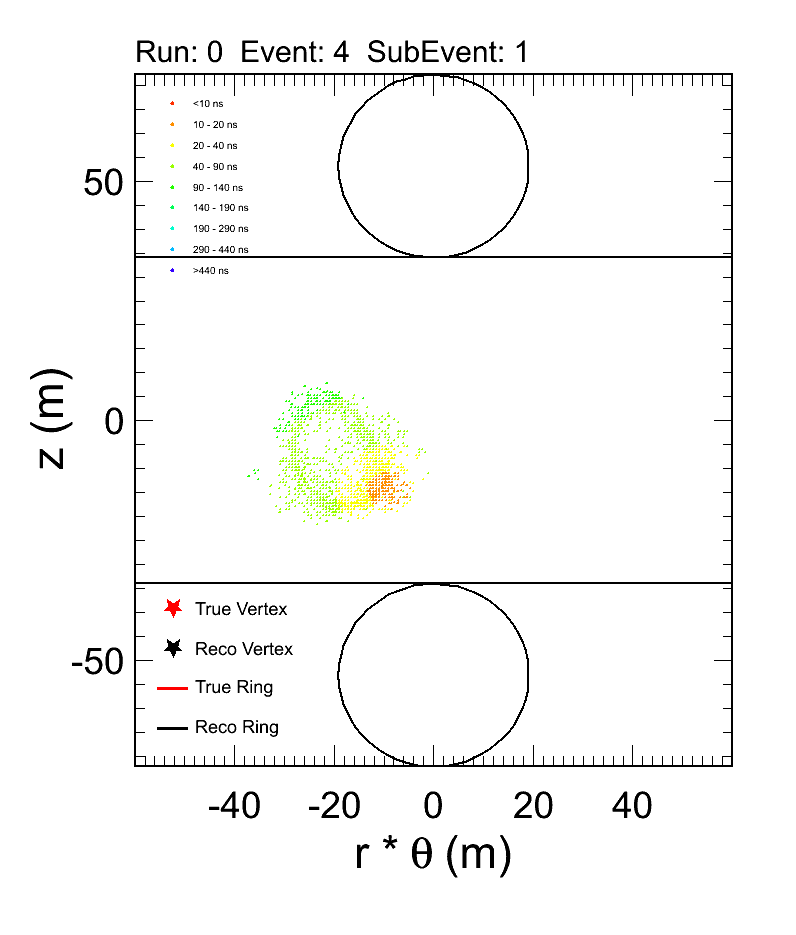 Run: 0  Event: 4  SubEvent: 1
<10 ns
10 - 20 ns
20 - 40 ns
40 - 90 ns
90 - 140 ns
140 - 190 ns
190 - 290 ns
290 - 440 ns
>440 ns
50
0
-50
z (m)
True Vertex
Reco Vertex
True Ring
Reco Ring
-40 -20 0 20 40
r * θ (m)